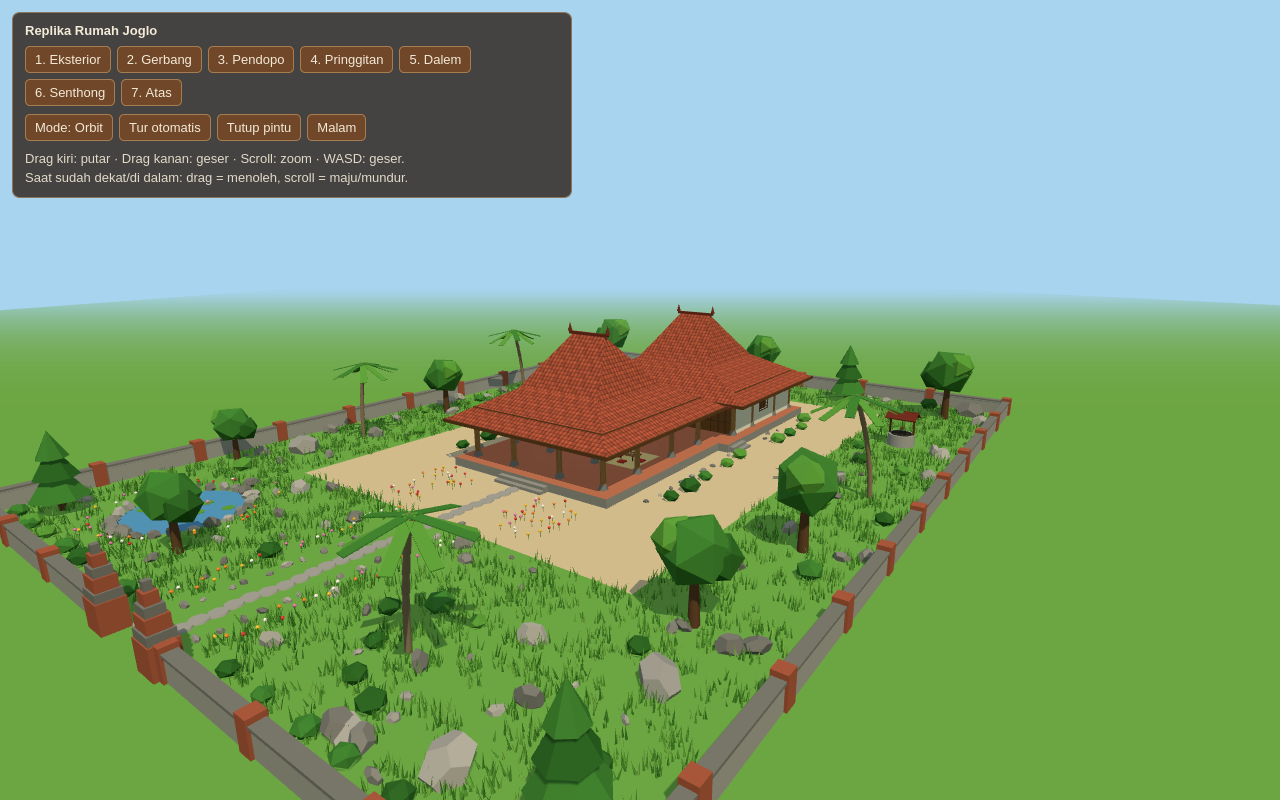 Replika Rumah Joglo
1. Eksterior 2. Gerbang 3. Pendopo 4. Pringgitan 5. Dalem
6. Senthong 7. Atas
Mode: Orbit Tur otomatis Tutup pintu Malam
Drag kiri: putar · Drag kanan: geser · Scroll: zoom · WASD: geser.
Saat sudah dekat/di dalam: drag = menoleh, scroll = maju/mundur.